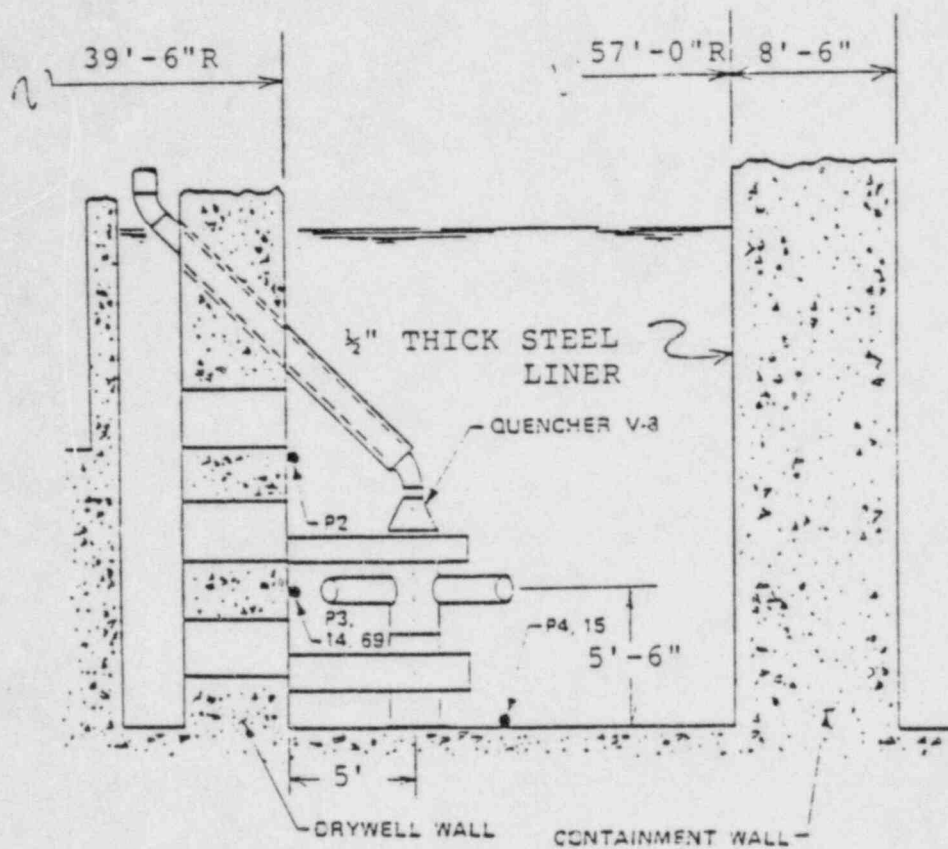 39'-6"R
57'-0"R
8'-6"
½" THICK STEEL
LINER
QUENCHER V-8
P2
P3,
14, 69
P4, 15
5'-6"
5'
DRYWELL WALL
CONTAINMENT WALL